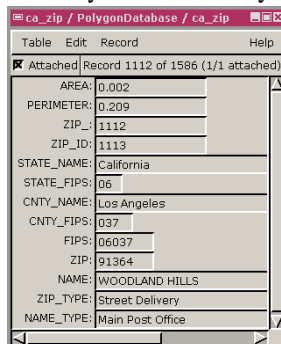 ca_zip / PolygonDatabase / ca_zip
Table Edit Record Help
Attached Record 1112 of 1586 (1/1 attached)
AREA: 0.002
PERIMETER: 0.209
ZIP_: 1112
ZIP_ID: 1113
STATE_NAME: California
STATE_FIPS: 06
CNTY_NAME: Los Angeles
CNTY_FIPS: 037
FIPS: 06037
ZIP: 91364
NAME: WOODLAND HILLS
ZIP_TYPE: Street Delivery
NAME_TYPE: Main Post Office